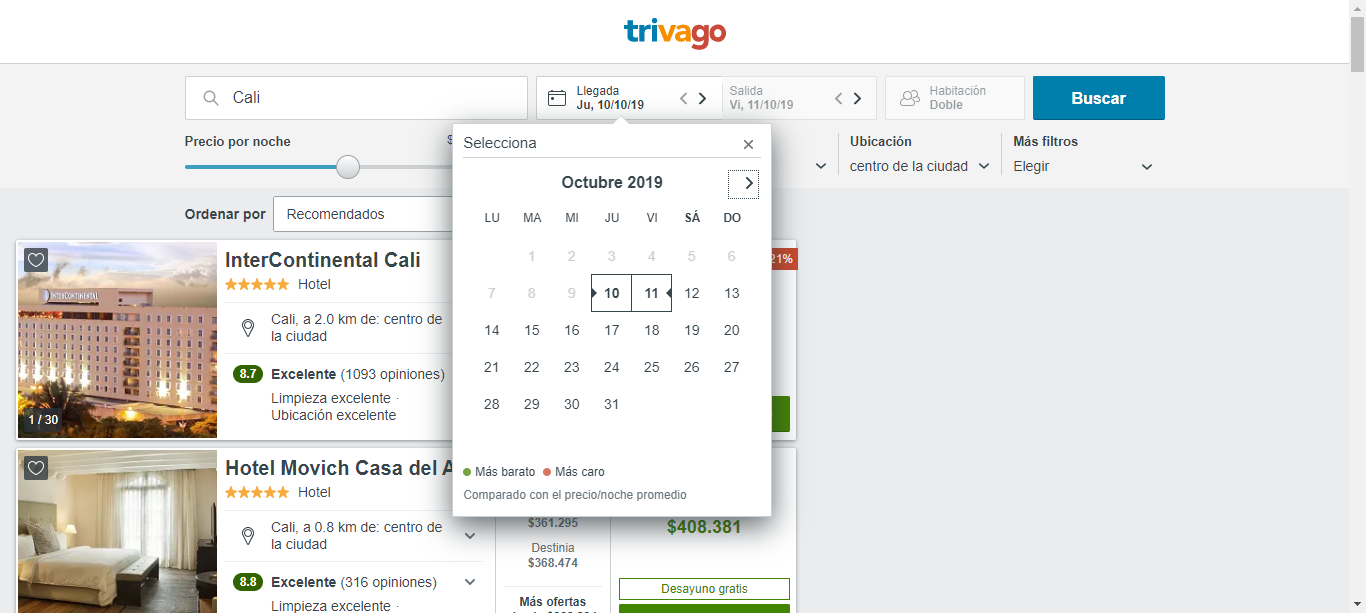 trivago
Cali
Llegada
Ju, 10/10/19
Salida
Vi, 11/10/19
Habitación
Doble
Buscar
Precio por noche
$
Ubicación
centro de la ciudad
Más filtros
Elegir
Ordenar por
Recomendados
Selecciona
Octubre 2019
LU MA MI JU VI SÁ DO
1 2 3 4 5 6
7 8 9 10 11 12 13
14 15 16 17 18 19 20
21 22 23 24 25 26 27
28 29 30 31
Más barato Más caro
Comparado con el precio/noche promedio
INTERCONTINENTAL
1 / 30
InterContinental Cali
Hotel
Cali, a 2.0 km de: centro de
la ciudad
8.7 Excelente (1093 opiniones)
Limpieza excelente ·
Ubicación excelente
21%
Hotel Movich Casa del A
Hotel
Cali, a 0.8 km de: centro de
la ciudad
8.8 Excelente (316 opiniones)
Limpieza excelente ·
$361.295
Destinia
$368.474
Más ofertas
$408.381
Desayuno gratis